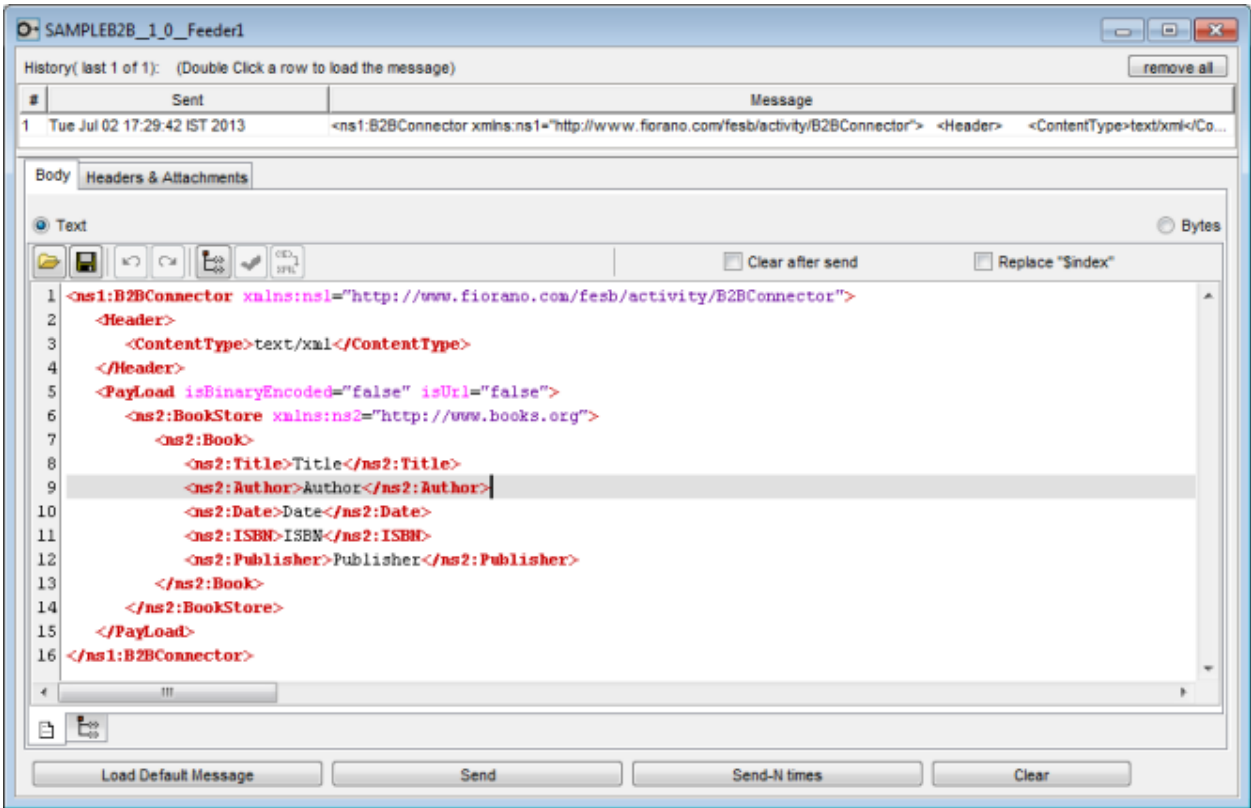 SAMPLEB2B__1_0__Feeder1
History( last 1 of 1): (Double Click a row to load the message) remove all
# Sent Message
1 Tue Jul 02 17:29:42 IST 2013 <ns1:B2BConnector xmlns:ns1="http://www.fiorano.com/fesb/activity/B2BConnector"> <Header> <ContentType>text/xml</Co...
Body Headers & Attachments
Text Bytes
Clear after send Replace "$index"
1 <ns1:B2BConnector xmlns:ns1="http://www.fiorano.com/fesb/activity/B2BConnector">
2 <Header>
3 <ContentType>text/xml</ContentType>
4 </Header>
5 <PayLoad isBinaryEncoded="false" isUrl="false">
6 <ns2:BookStore xmlns:ns2="http://www.books.org">
7 <ns2:Book>
8 <ns2:Title>Title</ns2:Title>
9 <ns2:Author>Author</ns2:Author>
10 <ns2:Date>Date</ns2:Date>
11 <ns2:ISBN>ISBN</ns2:ISBN>
12 <ns2:Publisher>Publisher</ns2:Publisher>
13 </ns2:Book>
14 </ns2:BookStore>
15 </PayLoad>
16 </ns1:B2BConnector>
Load Default Message Send Send-N times Clear